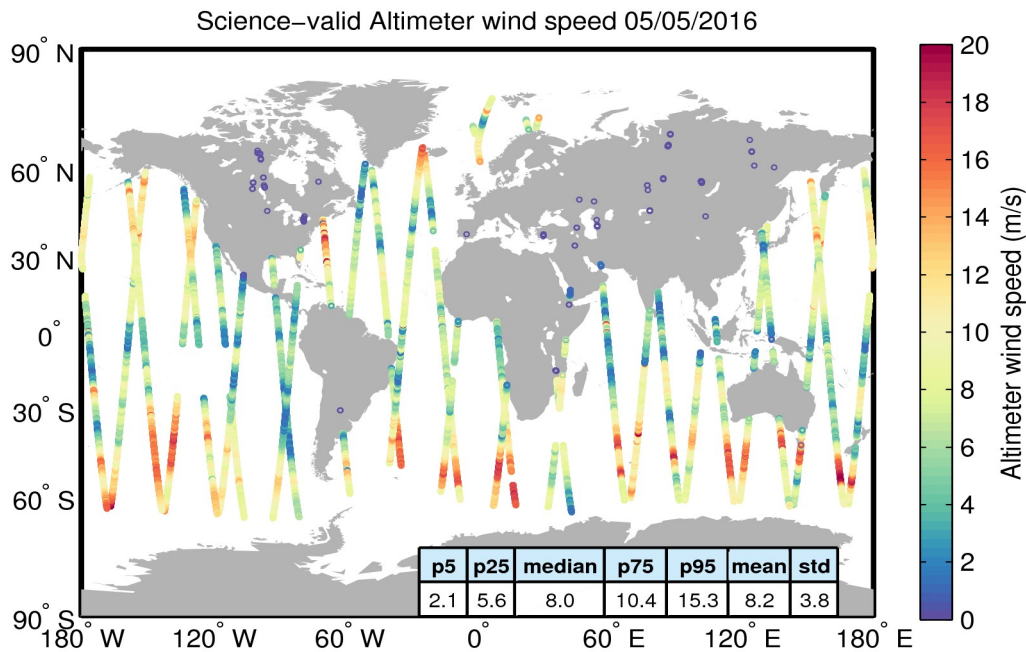 Science−valid Altimeter wind speed 05/05/2016
90° N
60° N
30° N
0°
30° S
60° S
90° S
180° W
120° W
60° W
0°
60° E
120° E
180° E
p5 p25 median p75 p95 mean std
2.1 5.6 8.0 10.4 15.3 8.2 3.8
20
18
16
14
12
10
8
6
4
2
0
Altimeter wind speed (m/s)